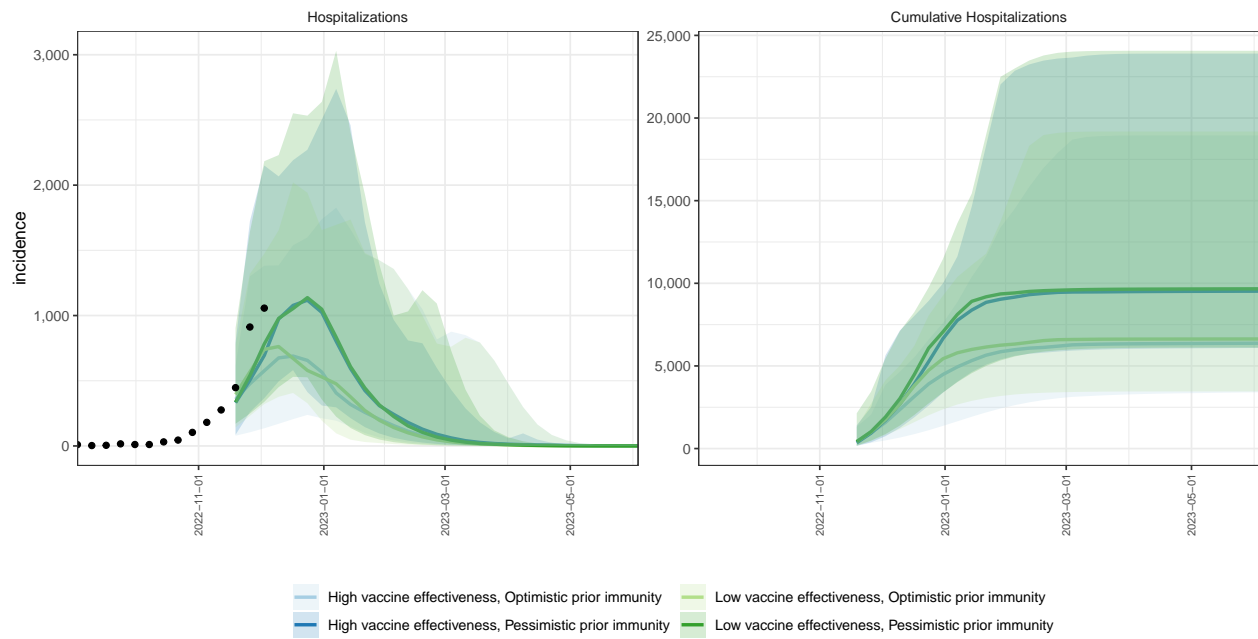 Hospitalizations
Cumulative Hospitalizations
incidence
3,000
2,000
1,000
0
2022−11−01
2023−01−01
2023−03−01
2023−05−01
25,000
20,000
15,000
10,000
5,000
0
2022−11−01
2023−01−01
2023−03−01
2023−05−01
High vaccine effectiveness, Optimistic prior immunity
Low vaccine effectiveness, Optimistic prior immunity
High vaccine effectiveness, Pessimistic prior immunity
Low vaccine effectiveness, Pessimistic prior immunity